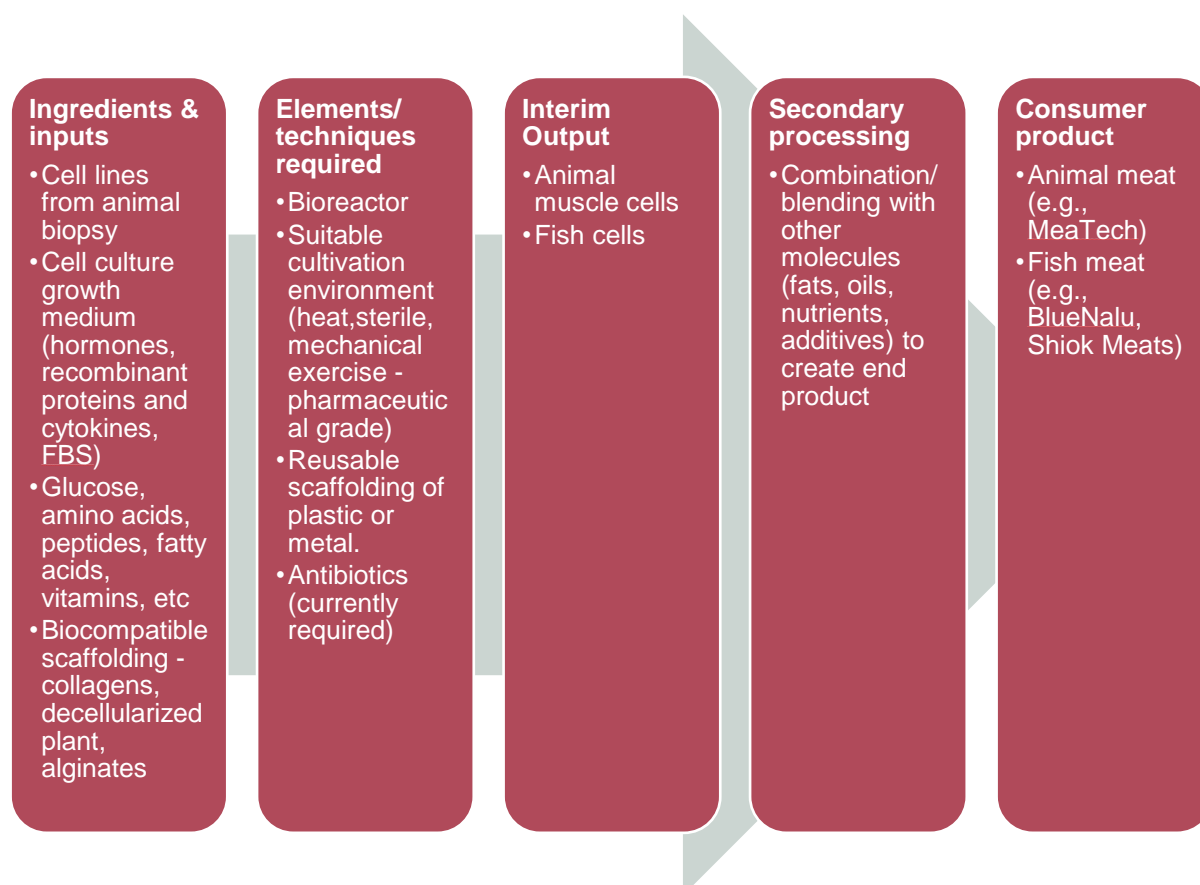 Ingredients &
inputs
•Cell lines
from animal
biopsy
•Cell culture
growth
medium
(hormones,
recombinant
proteins and
cytokines,
FBS)
•Glucose,
amino acids,
peptides, fatty
acids,
vitamins, etc
•Biocompatible
scaffolding -
collagens,
decellularized
plant,
alginates
Elements/
techniques
required
•Bioreactor
•Suitable
cultivation
environment
(heat,sterile,
mechanical
exercise -
pharmaceutic
al grade)
•Reusable
scaffolding of
plastic or
metal.
•Antibiotics
(currently
required)
Interim
Output
•Animal
muscle cells
•Fish cells
Secondary
processing
•Combination/
blending with
other
molecules
(fats, oils,
nutrients,
additives) to
create end
product
Consumer
product
•Animal meat
(e.g.,
MeaTech)
•Fish meat
(e.g.,
BlueNalu,
Shiok Meats)